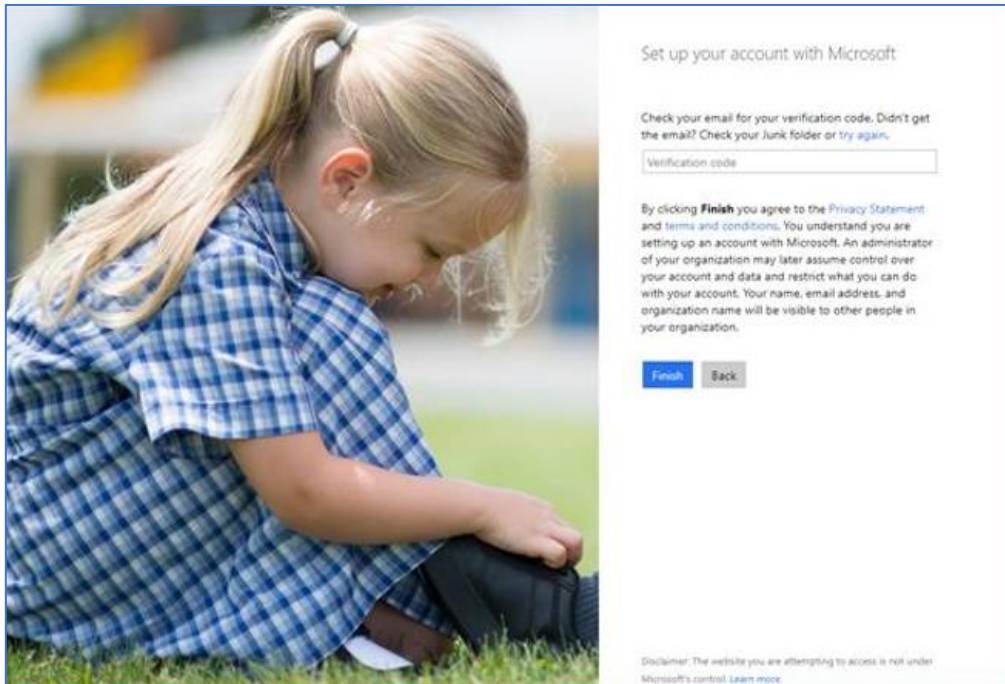 Set up your account with Microsoft
Check your email for your verification code. Didn't get
the email? Check your Junk folder or try again.
Verification code
By clicking Finish you agree to the Privacy Statement
and terms and conditions. You understand you are
setting up an account with Microsoft. An administrator
of your organization may later assume control over
your account and data and restrict what you can do
with your account. Your name, email address, and
organization name will be visible to other people in
your organization.
Finish
Back
Disclaimer: The website you are attempting to access is not under
Microsoft's control. Learn more